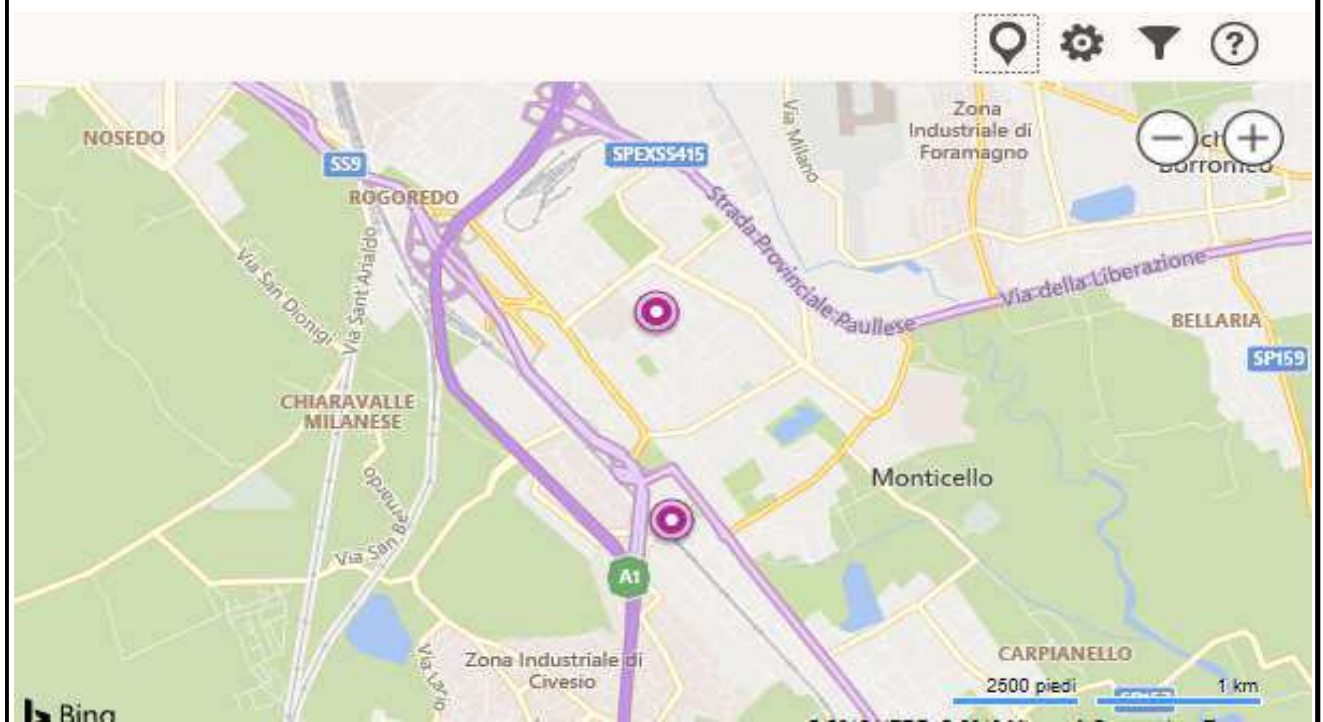 NOSEDO
SS9
ROGOREDO
SPEXSS415
Via Milano
Zona
Industriale di
Foramagno
Borromeo
Via San Dionigi
Via Sant'Arialdo
Strada Provinciale Paullese
Via della Liberazione
BELLARIA
SP159
CHIARAVALLE
MILANESE
Monticello
Via San Bernardo
A1
Zona Industriale di
Civesio
CARPIANELLO
2500 piedi
1 km
Bing